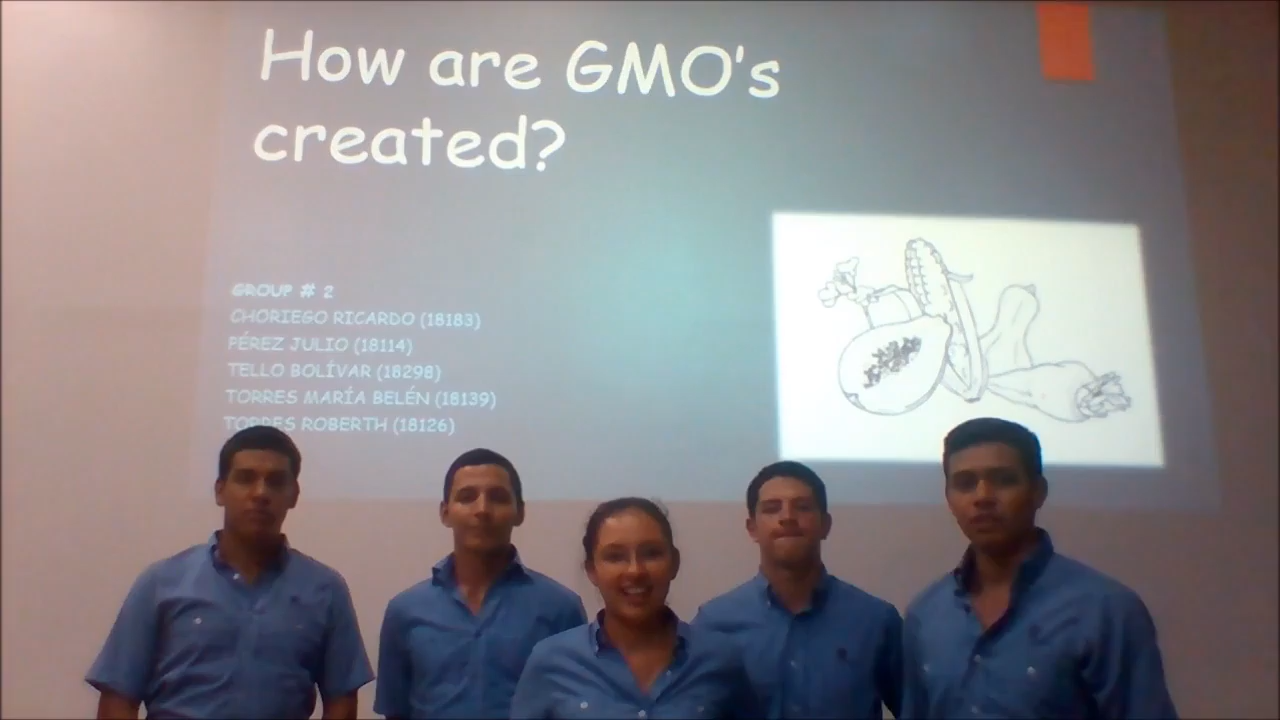 How are GMO's
created?
GROUP # 2
CHORIEGO RICARDO (18183)
PÉREZ JULIO (18114)
TELLO BOLÍVAR (18298)
TORRES MARÍA BELÉN (18139)
TORRES ROBERTH (18126)